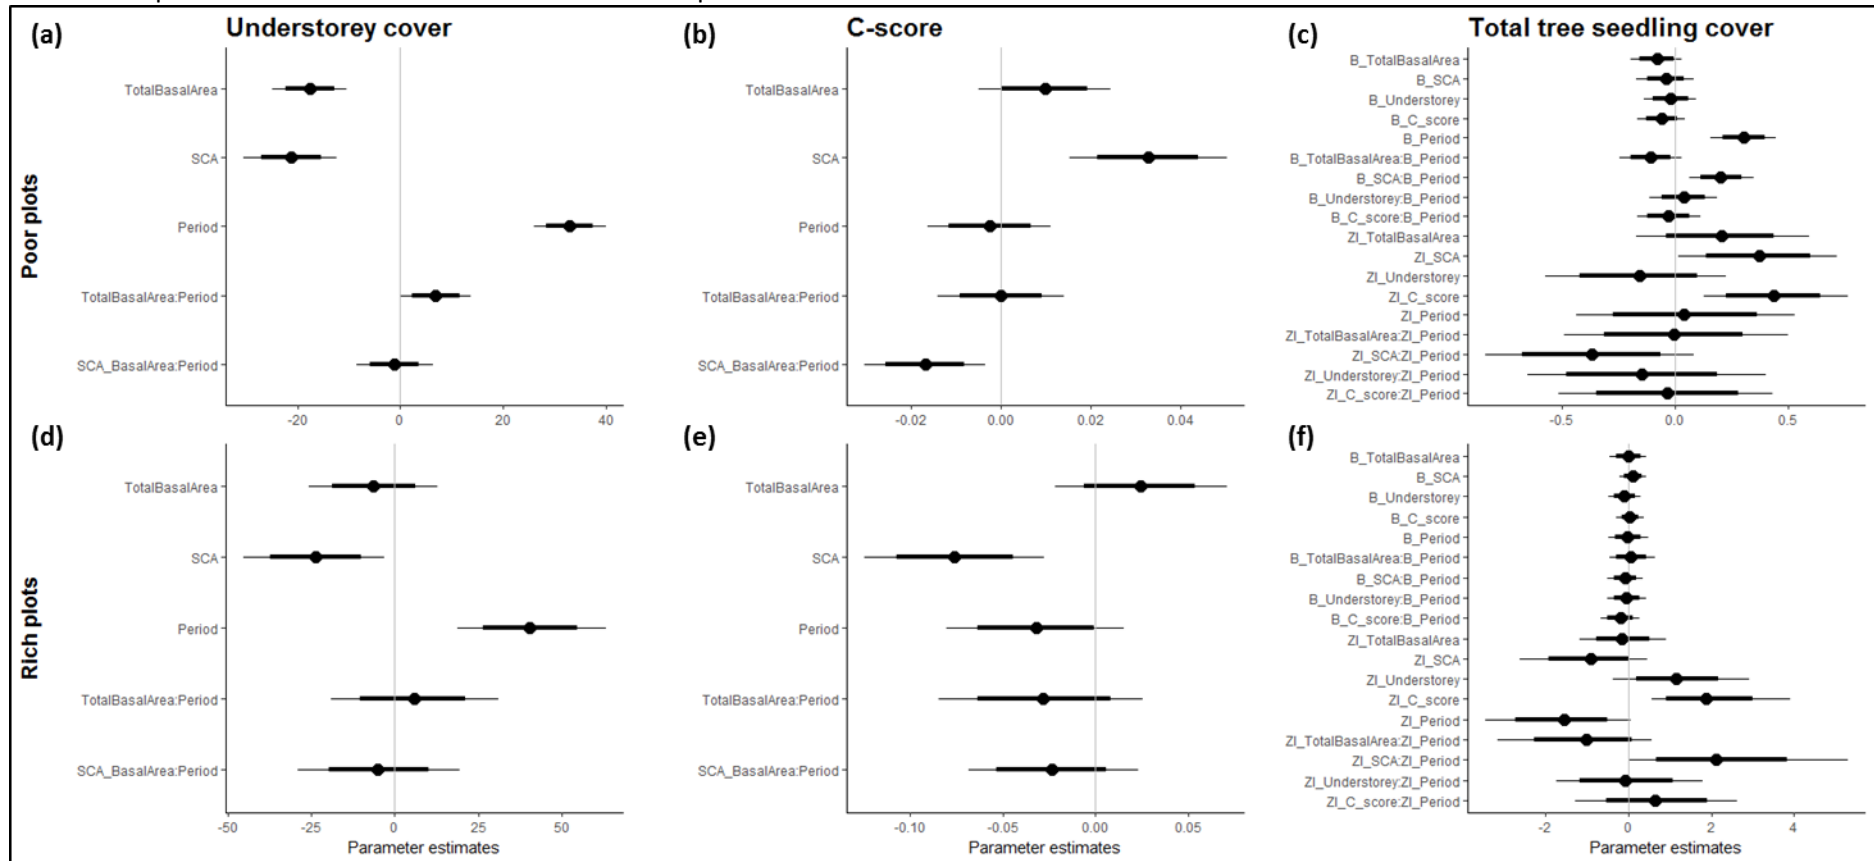 (a) Understorey cover
TotalBasalArea
SCA
Period
TotalBasalArea:Period
SCA_BasalArea:Period
-20 0 20 40
Poor plots
(b) C-score
TotalBasalArea
SCA
Period
TotalBasalArea:Period
SCA_BasalArea:Period
-0.02 0.00 0.02 0.04
(c) Total tree seedling cover
B_TotalBasalArea
B_SCA
B_Understorey
B_C_score
B_Period
B_TotalBasalArea:B_Period
B_SCA:B_Period
B_Understorey:B_Period
B_C_score:B_Period
ZI_TotalBasalArea
ZI_SCA
ZI_Understorey
ZI_C_score
ZI_Period
ZI_TotalBasalArea:ZI_Period
ZI_SCA:ZI_Period
ZI_Understorey:ZI_Period
ZI_C_score:ZI_Period
-0.5 0.0 0.5
(d)
TotalBasalArea
SCA
Period
TotalBasalArea:Period
SCA_BasalArea:Period
-50 -25 0 25 50
Parameter estimates
Rich plots
(e)
TotalBasalArea
SCA
Period
TotalBasalArea:Period
SCA_BasalArea:Period
-0.10 -0.05 0.00 0.05
Parameter estimates
(f)
B_TotalBasalArea
B_SCA
B_Understorey
B_C_score
B_Period
B_TotalBasalArea:B_Period
B_SCA:B_Period
B_Understorey:B_Period
B_C_score:B_Period
ZI_TotalBasalArea
ZI_SCA
ZI_Understorey
ZI_C_score
ZI_Period
ZI_TotalBasalArea:ZI_Period
ZI_SCA:ZI_Period
ZI_Understorey:ZI_Period
ZI_C_score:ZI_Period
-2 0 2 4
Parameter estimates